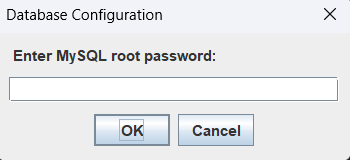 Database Configuration
Enter MySQL root password:
OK Cancel